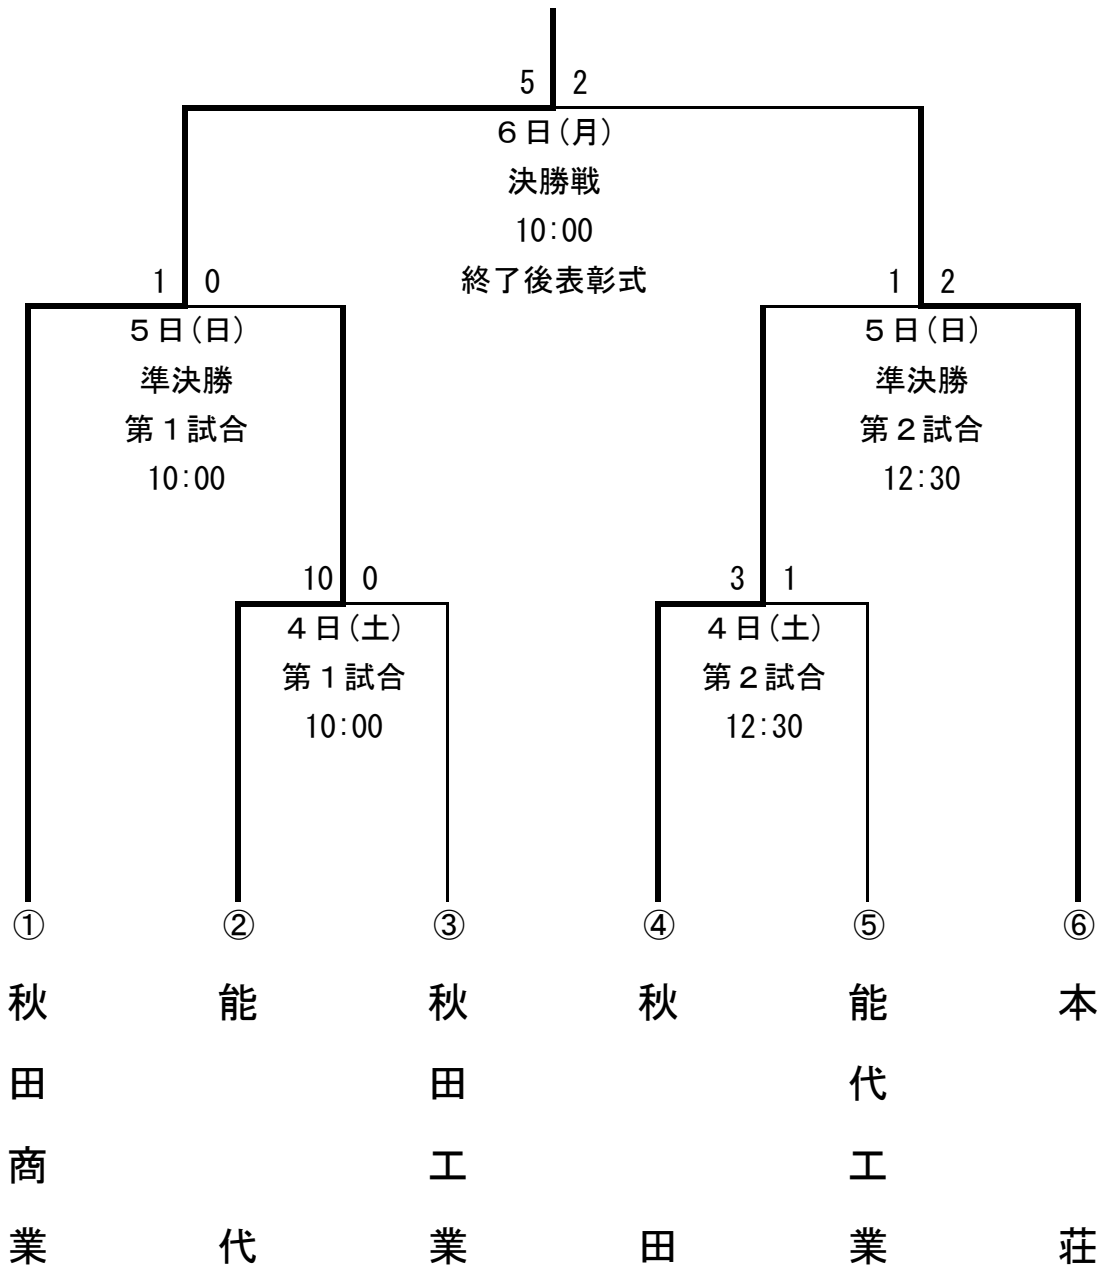 5 2
６日(月)
決勝戦
10:00
終了後表彰式
1 0
1 2
５日(日)
準決勝
第１試合
10:00
５日(日)
準決勝
第２試合
12:30
10 0
3 1
４日(土)
第１試合
10:00
４日(土)
第２試合
12:30
① ② ③ ④ ⑤ ⑥
秋田商業
能代
秋田工業
秋田
能代工業
本荘